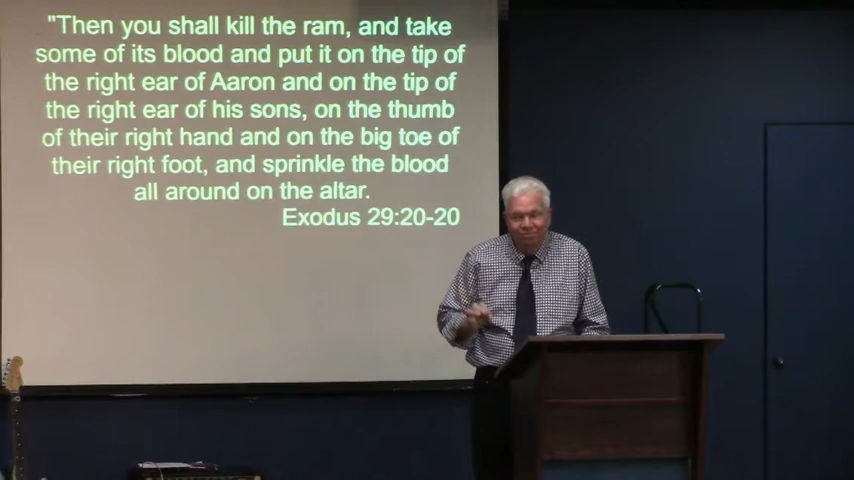 "Then you shall kill the ram, and take
some of its blood and put it on the tip of
the right ear of Aaron and on the tip of
the right ear of his sons, on the thumb
of their right hand and on the big toe of
their right foot, and sprinkle the blood
all around on the altar.
Exodus 29:20-20